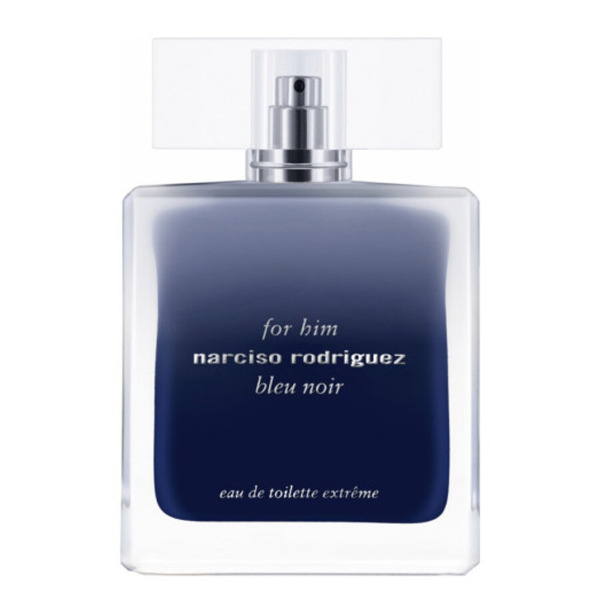 for him
narciso rodriguez
bleu noir
eau de toilette extrême